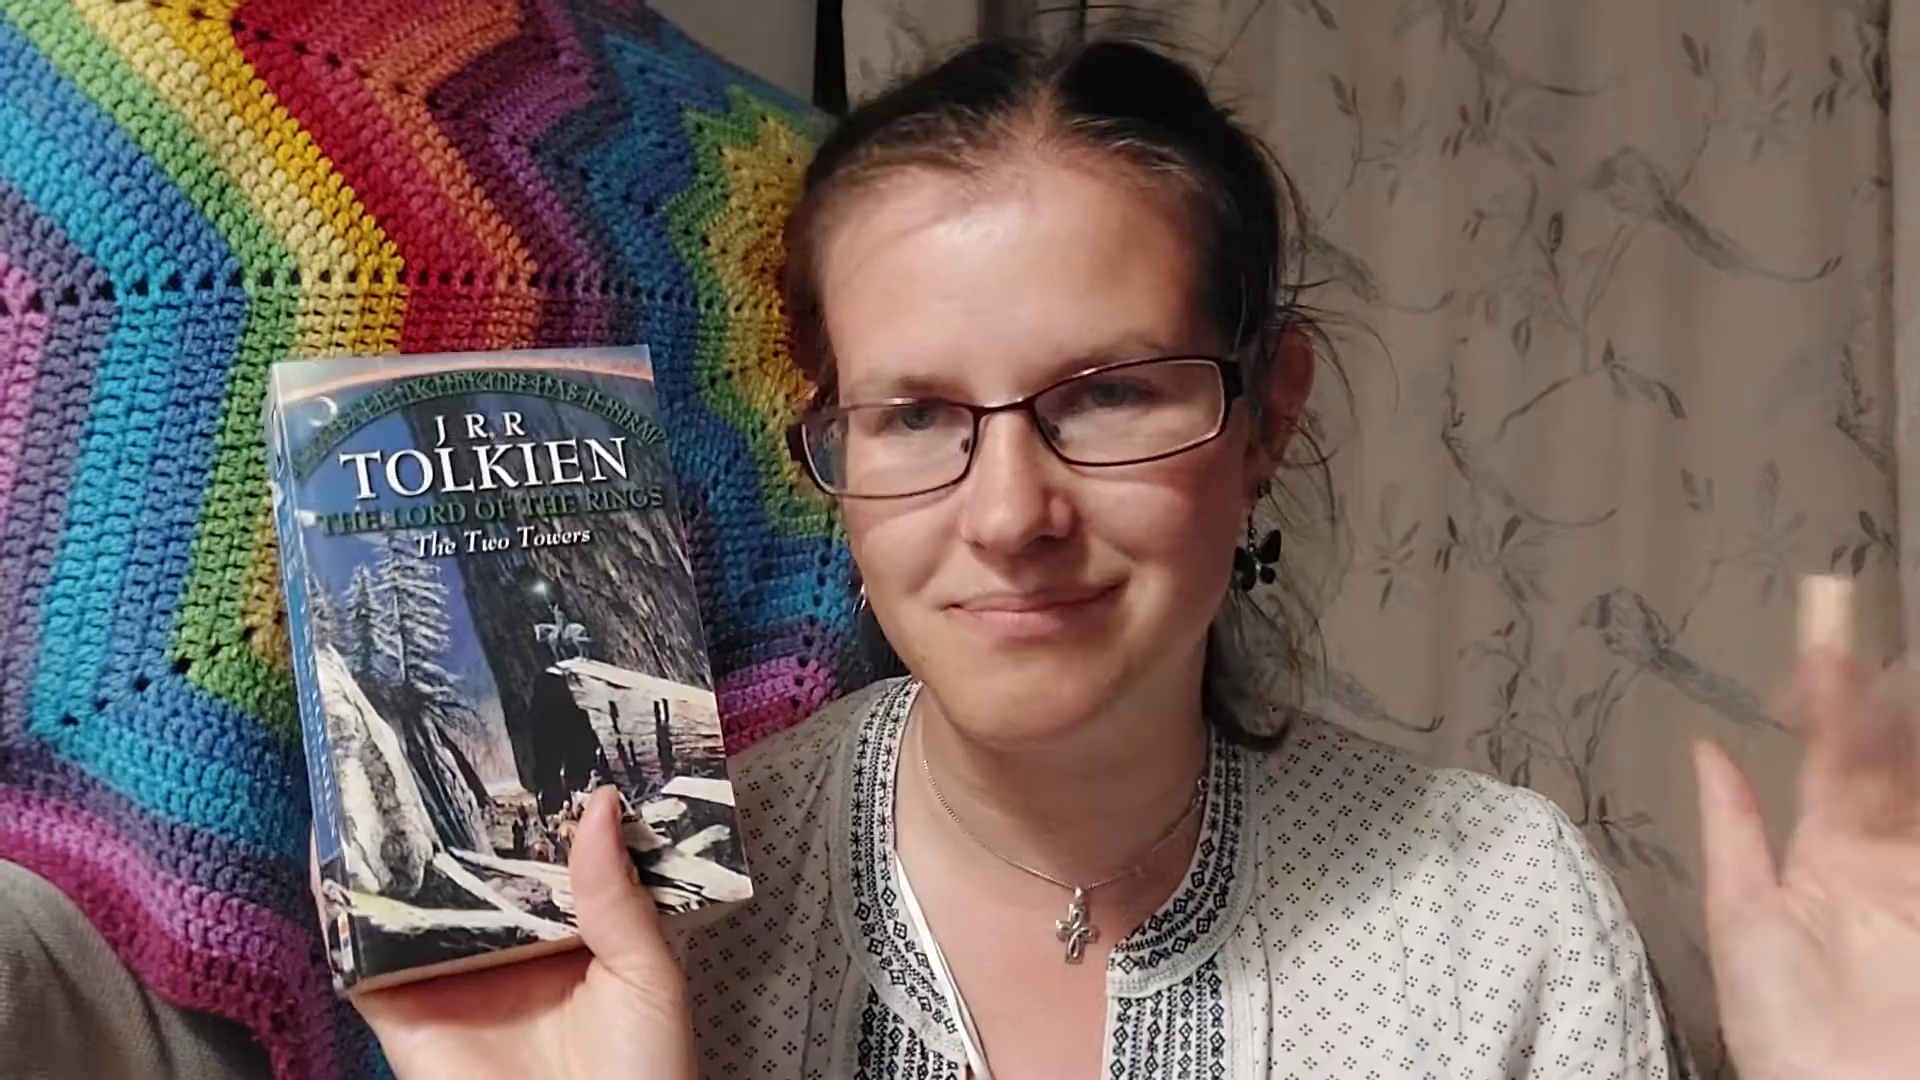 J R. R
TOLKIEN
THE LORD OF THE RINGS
The Two Towers